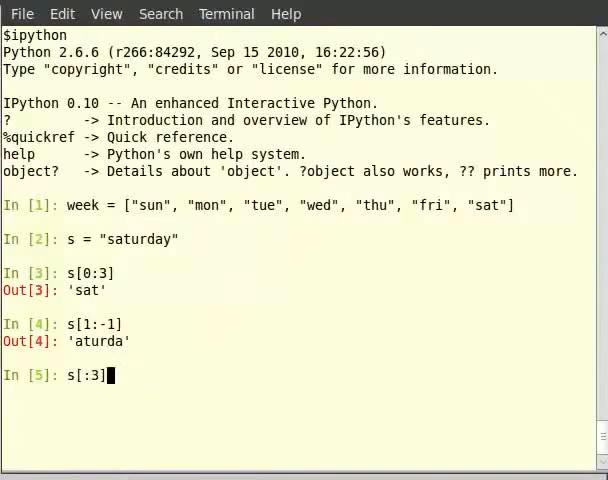 File Edit View Search Terminal Help
$ipython
Python 2.6.6 (r266:84292, Sep 15 2010, 16:22:56)
Type "copyright", "credits" or "license" for more information.
IPython 0.10 -- An enhanced Interactive Python.
?         -> Introduction and overview of IPython's features.
%quickref -> Quick reference.
help      -> Python's own help system.
object?   -> Details about 'object'. ?object also works, ?? prints more.
In [1]: week = ["sun", "mon", "tue", "wed", "thu", "fri", "sat"]
In [2]: s = "saturday"
In [3]: s[0:3]
Out[3]: 'sat'
In [4]: s[1:-1]
Out[4]: 'aturda'
In [5]: s[:3]